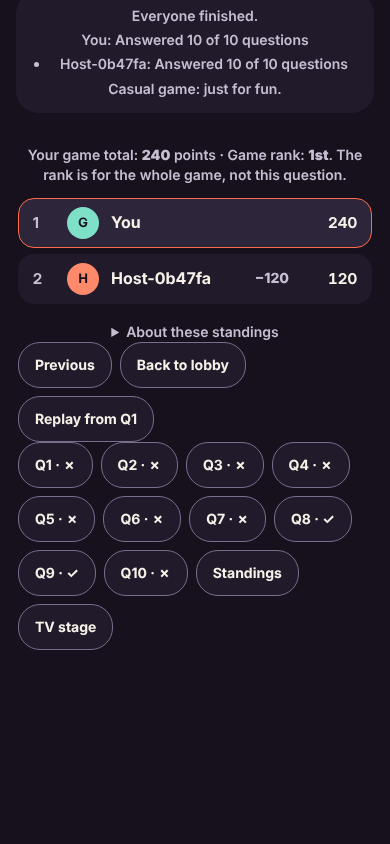 Everyone finished.
You: Answered 10 of 10 questions
• Host-0b47fa: Answered 10 of 10 questions
Casual game: just for fun.
Your game total: 240 points · Game rank: 1st. The
rank is for the whole game, not this question.
1 G You 240
2 H Host-0b47fa −120 120
▶ About these standings
Previous Back to lobby
Replay from Q1
Q1 · × Q2 · × Q3 · × Q4 · ×
Q5 · × Q6 · × Q7 · × Q8 · ✓
Q9 · ✓ Q10 · × Standings
TV stage